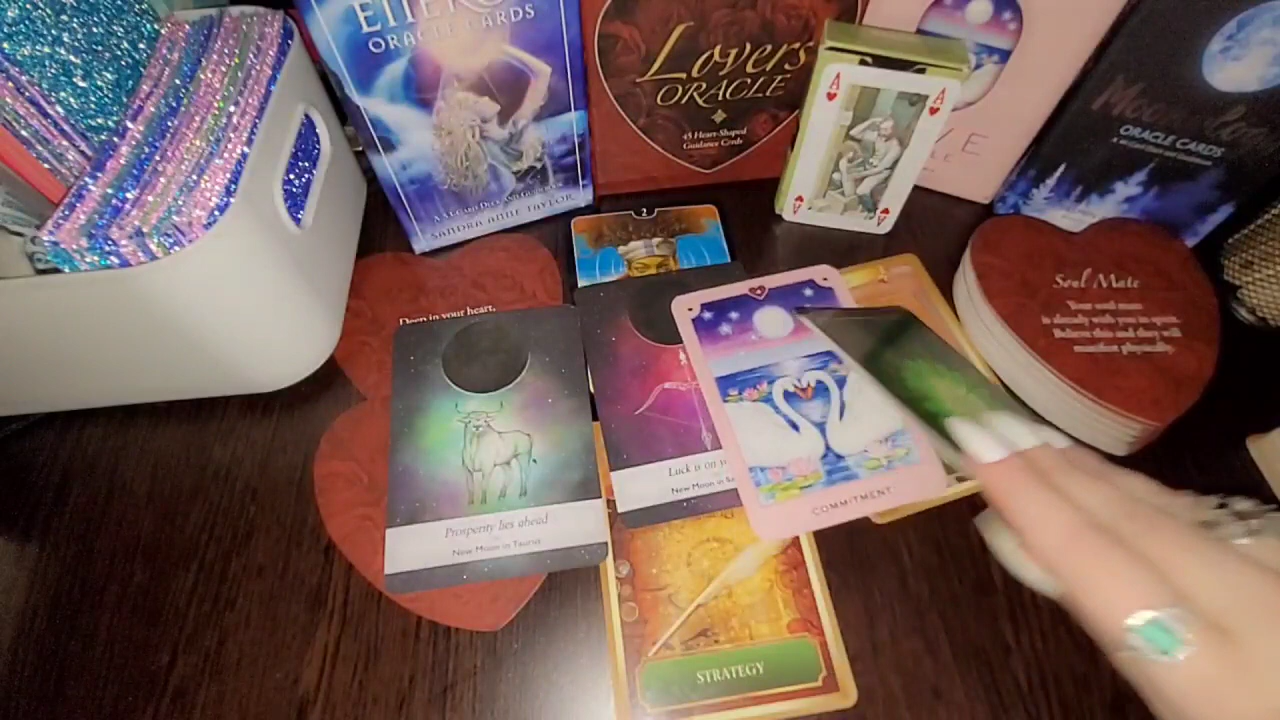 ORACLE CARDS
SANDRA ANNE TAYLOR
Lovers
ORACLE
45 Heart-Shaped
Guidance Cards
A
A
ORACLE CARDS
Soul Mate
Your soul mate
is already with you in spirit.
Believe this and they will
manifest physically.
2
Deep in your heart,
Prosperity lies ahead
New Moon in Taurus
Luck is on
New Moon in
COMMITMENT
STRATEGY